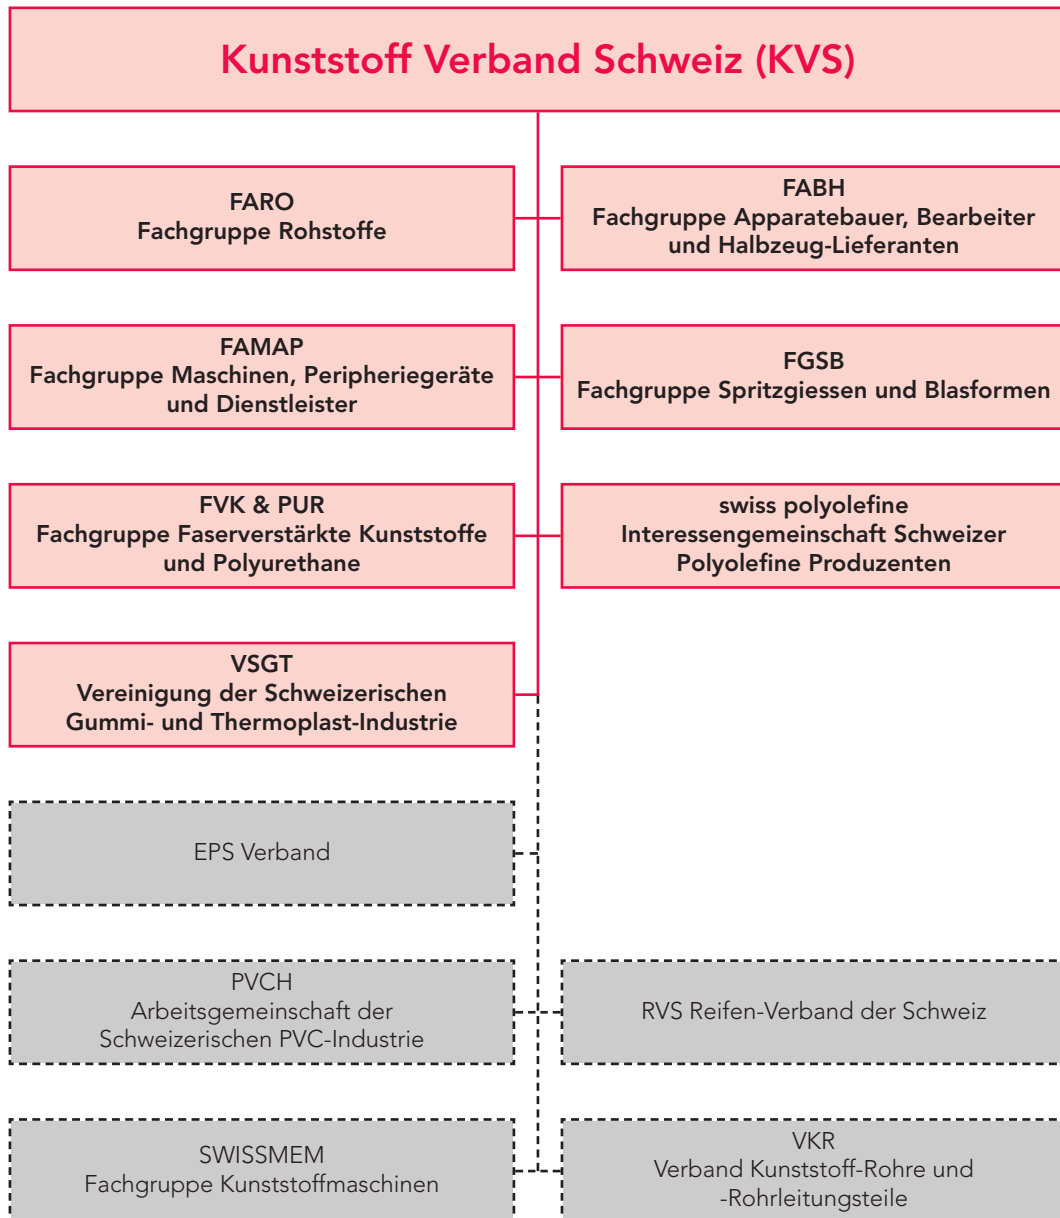 Kunststoff Verband Schweiz (KVS)
FARO
Fachgruppe Rohstoffe
FABH
Fachgruppe Apparatebauer, Bearbeiter
und Halbzeug-Lieferanten
FAMAP
Fachgruppe Maschinen, Peripheriegeräte
und Dienstleister
FGSB
Fachgruppe Spritzgiessen und Blasformen
FVK & PUR
Fachgruppe Faserverstärkte Kunststoffe
und Polyurethane
swiss polyolefine
Interessengemeinschaft Schweizer
Polyolefine Produzenten
VSGT
Vereinigung der Schweizerischen
Gummi- und Thermoplast-Industrie
EPS Verband
PVCH
Arbeitsgemeinschaft der
Schweizerischen PVC-Industrie
RVS Reifen-Verband der Schweiz
SWISSMEM
Fachgruppe Kunststoffmaschinen
VKR
Verband Kunststoff-Rohre und
-Rohrleitungsteile